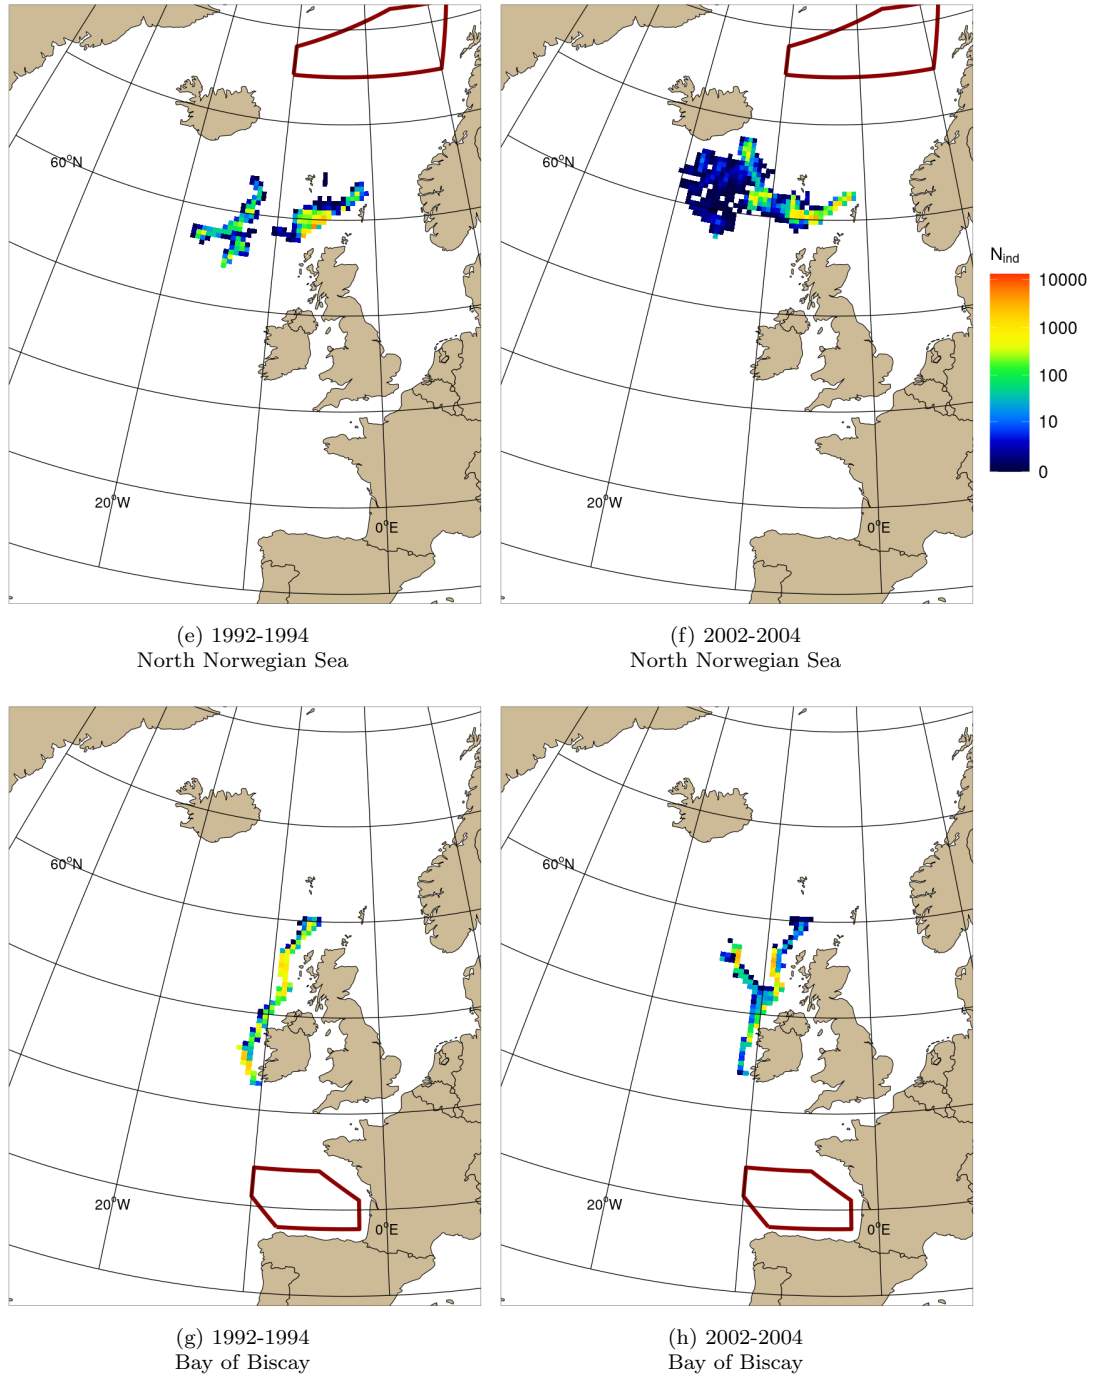 60°N
20°W
0°E
60°N
20°W
0°E
N_ind
10000
1000
100
10
0
(e) 1992-1994
North Norwegian Sea
(f) 2002-2004
North Norwegian Sea
60°N
20°W
0°E
60°N
20°W
0°E
(g) 1992-1994
Bay of Biscay
(h) 2002-2004
Bay of Biscay